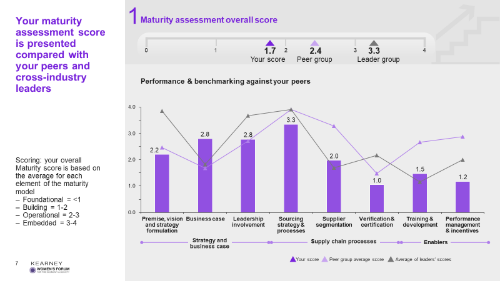 Your maturity
assessment score
is presented
compared with
your peers and
cross-industry
leaders
Scoring: your overall
Maturity score is based on
the average for each
element of the maturity
model
– Foundational = <1
– Building = 1-2
– Operational = 2-3
– Embedded = 3-4
7 KEARNEY
WOMEN'S FORUM
1 Maturity assessment overall score
0 1 2 3 4
1.7 2.4 3.3
Your score Peer group Leader group
Performance & benchmarking against your peers
4.0
3.0
2.0
1.0
0.0
2.2 2.8 2.8 3.3 2.0 1.0 1.5 1.2
Premise, vision
and strategy
formulation
Business case
Leadership
involvement
Sourcing
strategy &
processes
Supplier
segmentation
Verification &
certification
Training &
development
Performance
management
& incentives
Strategy and
business case
Supply chain processes
Enablers
Your score Peer group average score Average of leaders' scores